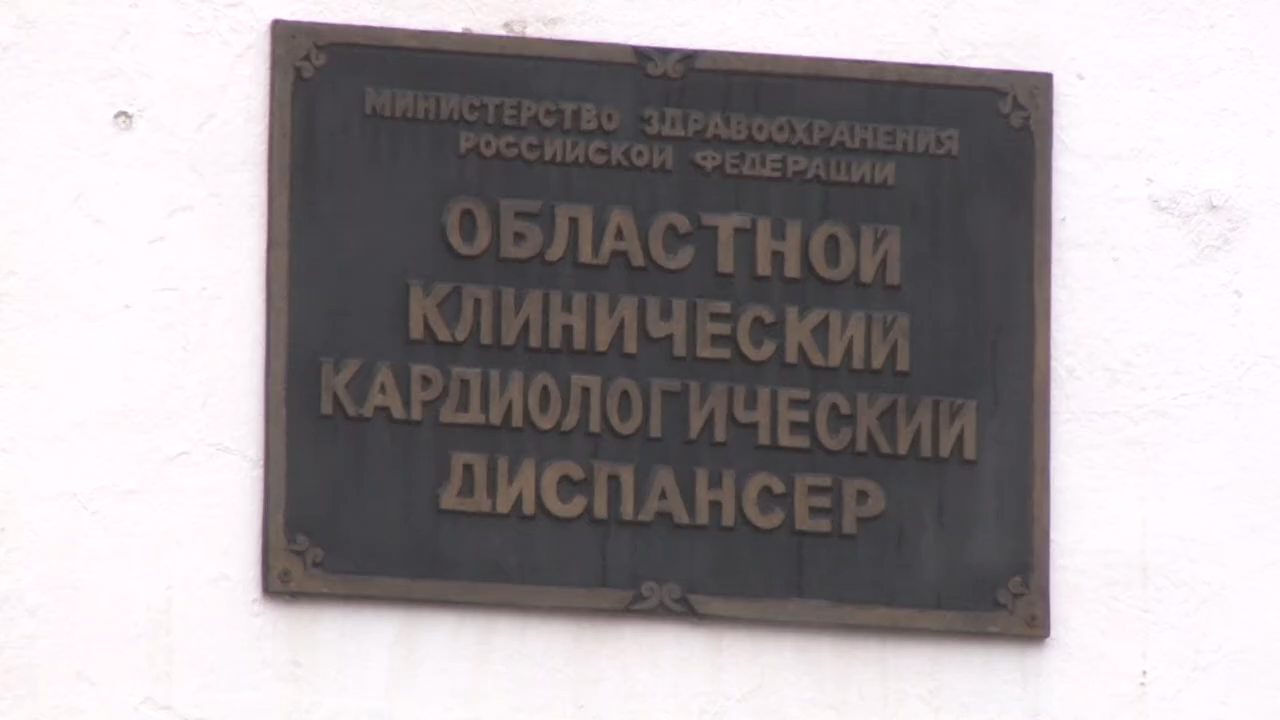 МИНИСТЕРСТВО ЗДРАВООХРАНЕНИЯ
РОССИЙСКОЙ ФЕДЕРАЦИИ
ОБЛАСТНОЙ
КЛИНИЧЕСКИЙ
КАРДИОЛОГИЧЕСКИЙ
ДИСПАНСЕР